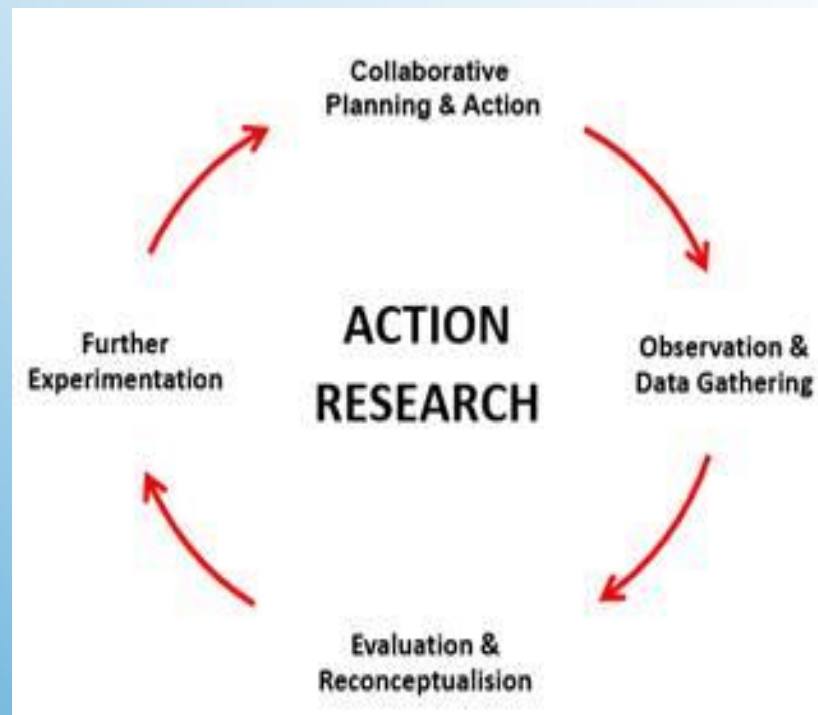 Collaborative
Planning & Action
Observation &
Data Gathering
Evaluation &
Reconceptualision
Further
Experimentation
ACTION
RESEARCH